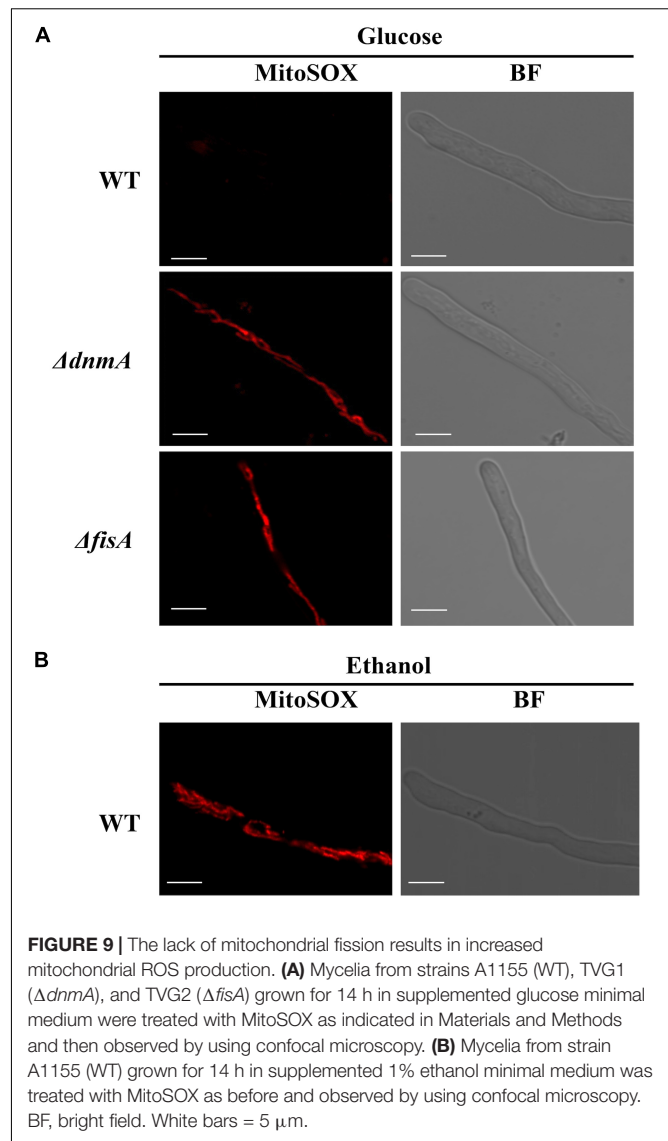 A
Glucose
MitoSOX BF
WT
ΔdnmA
ΔfisA
B
Ethanol
MitoSOX BF
WT
FIGURE 9 | The lack of mitochondrial fission results in increased
mitochondrial ROS production. (A) Mycelia from strains A1155 (WT), TVG1
(ΔdnmA), and TVG2 (ΔfisA) grown for 14 h in supplemented glucose minimal
medium were treated with MitoSOX as indicated in Materials and Methods
and then observed by using confocal microscopy. (B) Mycelia from strain
A1155 (WT) grown for 14 h in supplemented 1% ethanol minimal medium was
treated with MitoSOX as before and observed by using confocal microscopy.
BF, bright field. White bars = 5 μm.